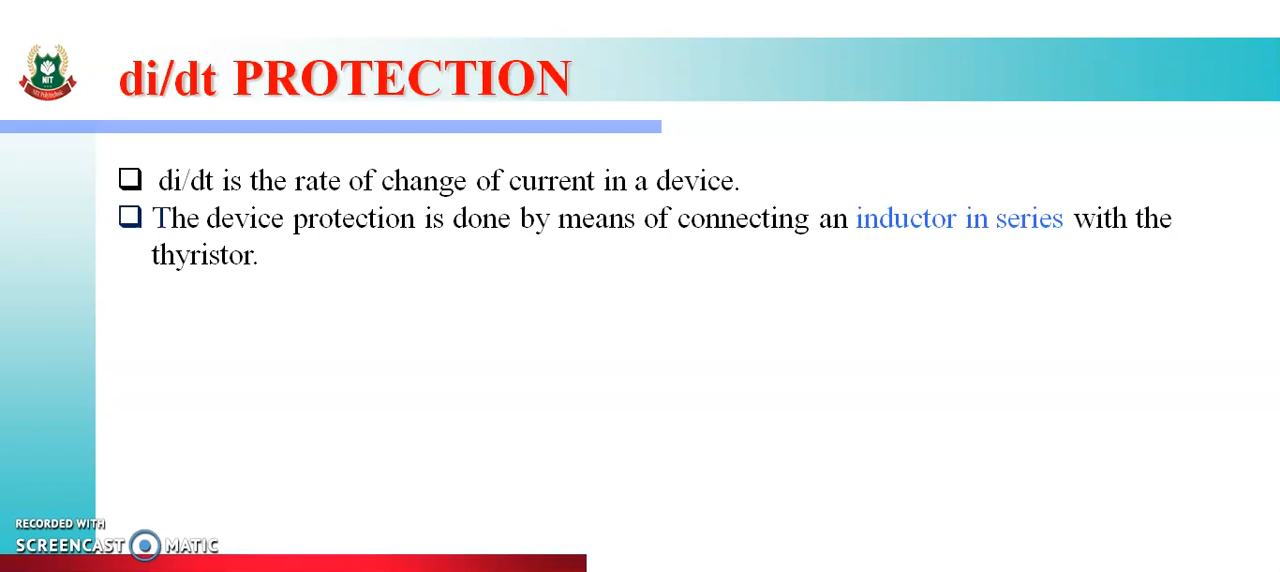 di/dt PROTECTION
NIT
di/dt is the rate of change of current in a device.
The device protection is done by means of connecting an inductor in series with the
thyristor.
RECORDED WITH
SCREENCAST MATIC